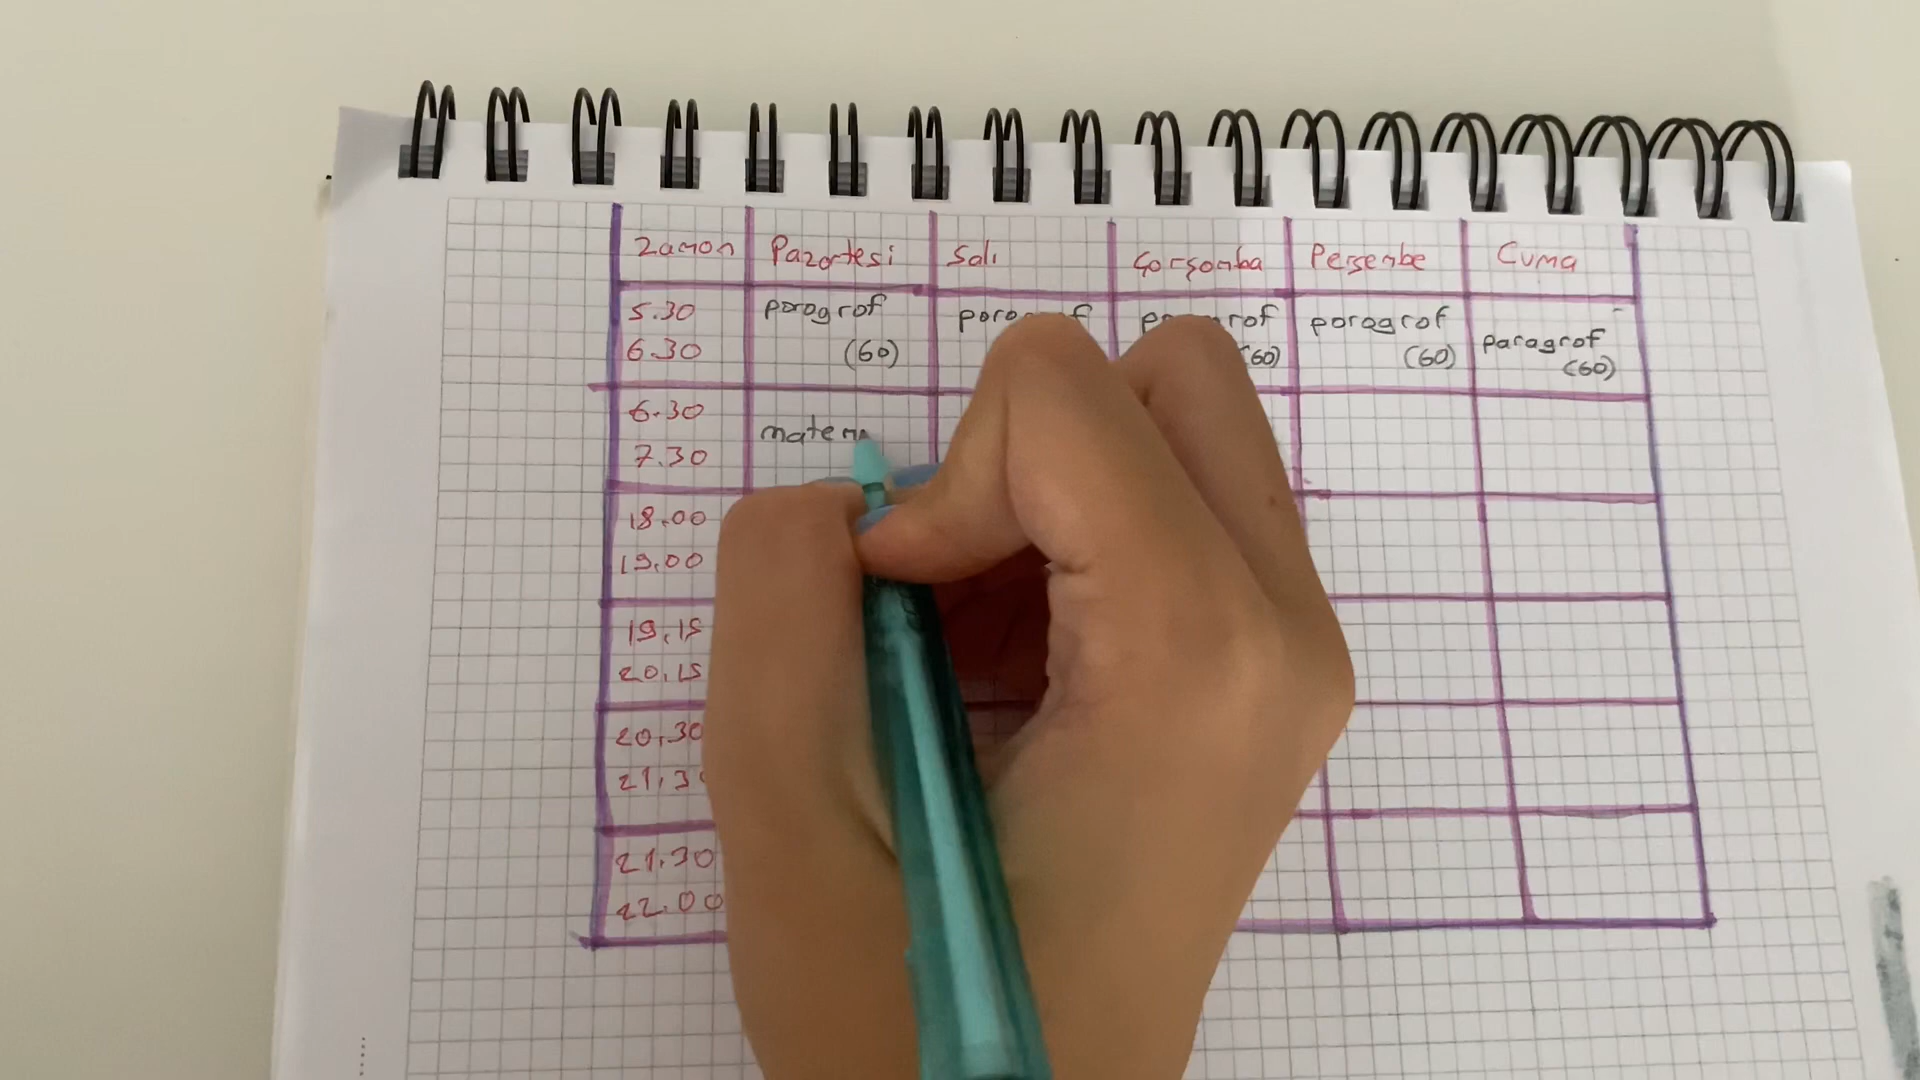 Zaman Pazartesi Salı Çarşamba Perşembe Cuma
5.30 paragraf paragraf paragraf
6.30 (60) (60) (60) paragraf
(60)
6.30
7.30 matem
18.00
19.00
19.15
20.15
20.30
21.30
22.00